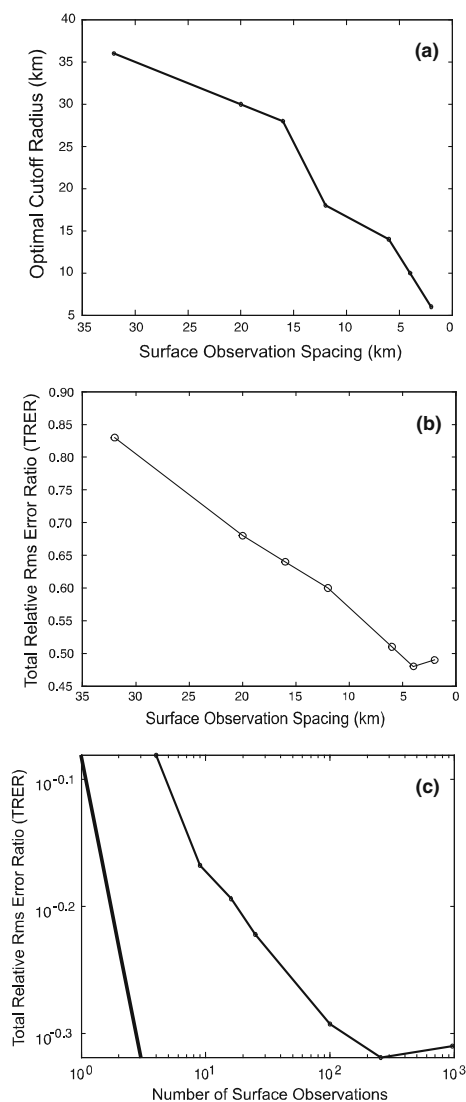 (a)
Optimal Cutoff Radius (km)
40
35
30
25
20
15
10
5
35 30 25 20 15 10 5 0
Surface Observation Spacing (km)
(b)
Total Relative Rms Error Ratio (TRER)
0.90
0.85
0.80
0.75
0.70
0.65
0.60
0.55
0.50
0.45
35 30 25 20 15 10 5 0
Surface Observation Spacing (km)
(c)
Total Relative Rms Error Ratio (TRER)
10^-0.1
10^-0.2
10^-0.3
10^0 10^1 10^2 10^3
Number of Surface Observations